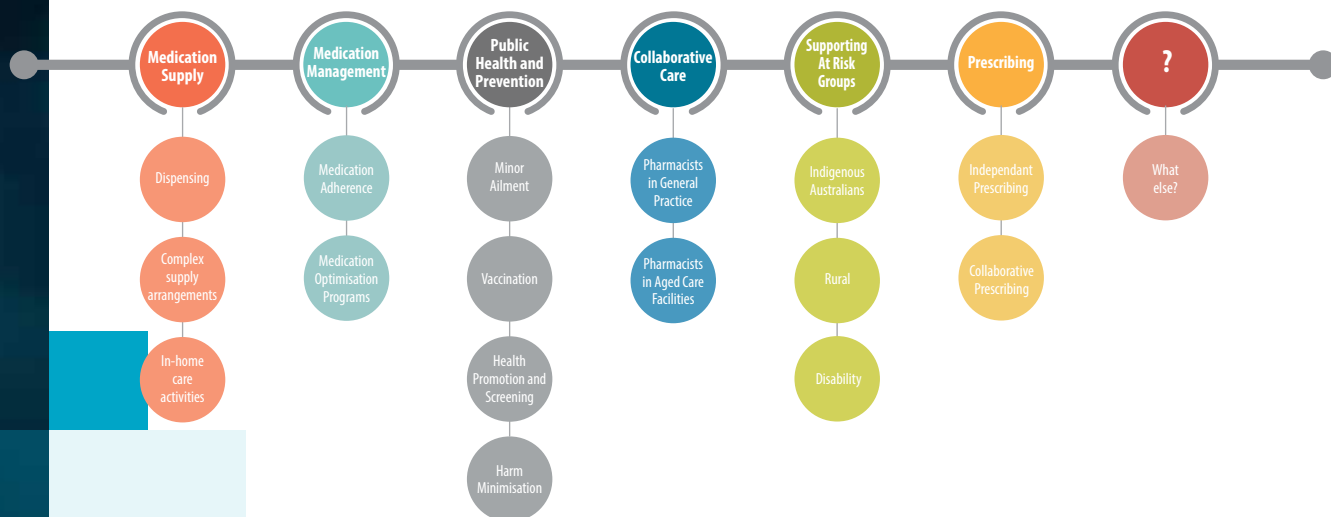 Medication
Supply
Medication
Management
Public
Health and
Prevention
Collaborative
Care
Supporting
At Risk
Groups
Prescribing
?
Dispensing
Complex
supply
arrangements
In-home
care
activities
Medication
Adherence
Medication
Optimisation
Programs
Minor
Ailment
Vaccination
Health
Promotion and
Screening
Harm
Minimisation
Pharmacists
in General
Practice
Pharmacists
in Aged Care
Facilities
Indigenous
Australians
Rural
Disability
Independant
Prescribing
Collaborative
Prescribing
What
else?